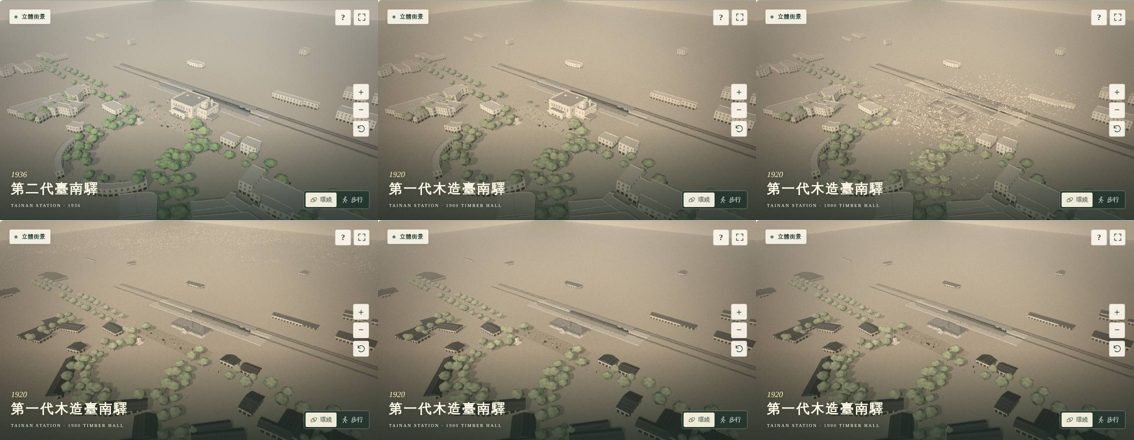 立體街景
?
+
−
1936
第二代臺南驛
TAINAN STATION · 1936
環繞 步行
立體街景
?
+
−
1920
第一代木造臺南驛
TAINAN STATION · 1900 TIMBER HALL
環繞 步行
立體街景
?
+
−
1920
第一代木造臺南驛
TAINAN STATION · 1900 TIMBER HALL
環繞 步行
立體街景
?
+
−
1920
第一代木造臺南驛
TAINAN STATION · 1900 TIMBER HALL
環繞 步行
立體街景
?
+
−
1920
第一代木造臺南驛
TAINAN STATION · 1900 TIMBER HALL
環繞 步行
立體街景
?
+
−
1920
第一代木造臺南驛
TAINAN STATION · 1900 TIMBER HALL
環繞 步行